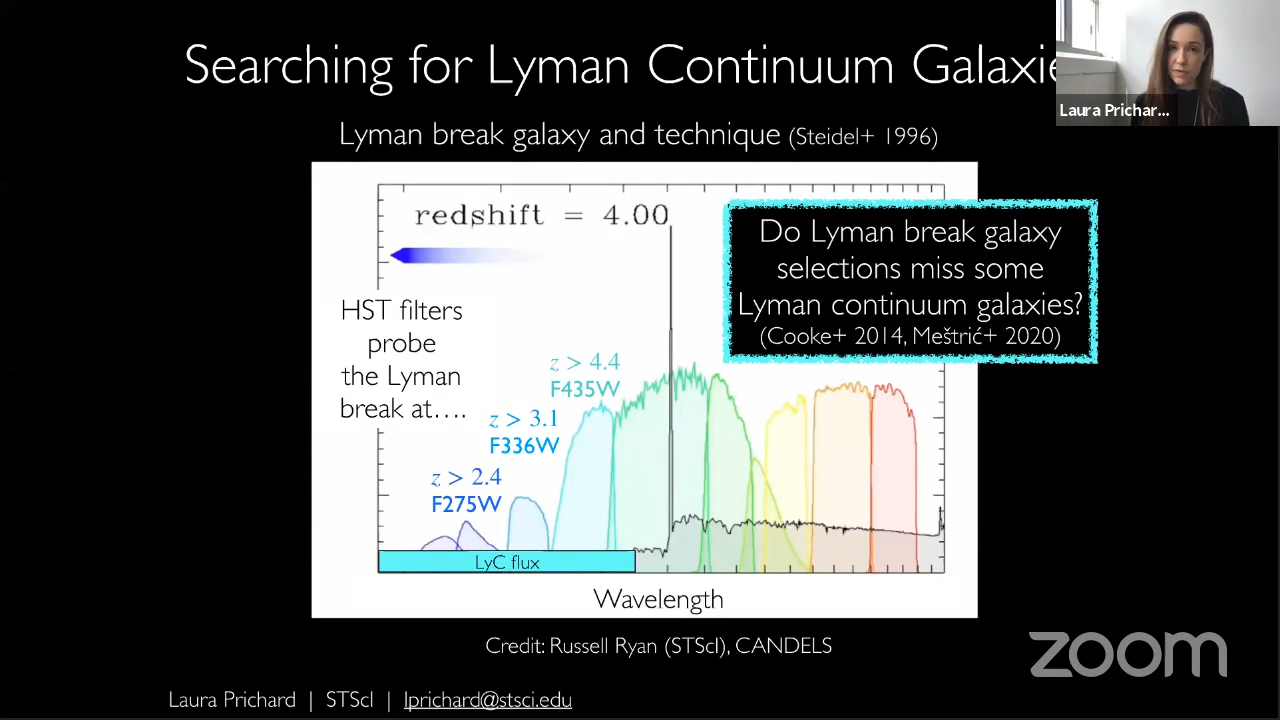 Searching for Lyman Continuum Galaxie
Laura Prichar...
Lyman break galaxy and technique (Steidel+ 1996)
redshift = 4.00
Do Lyman break galaxy
selections miss some
Lyman continuum galaxies?
(Cooke+ 2014, Meštrić+ 2020)
HST filters
probe
the Lyman
break at....
z > 4.4
F435W
z > 3.1
F336W
z > 2.4
F275W
LyC flux
Wavelength
Credit: Russell Ryan (STScI), CANDELS
zoom
Laura Prichard | STScI | lprichard@stsci.edu